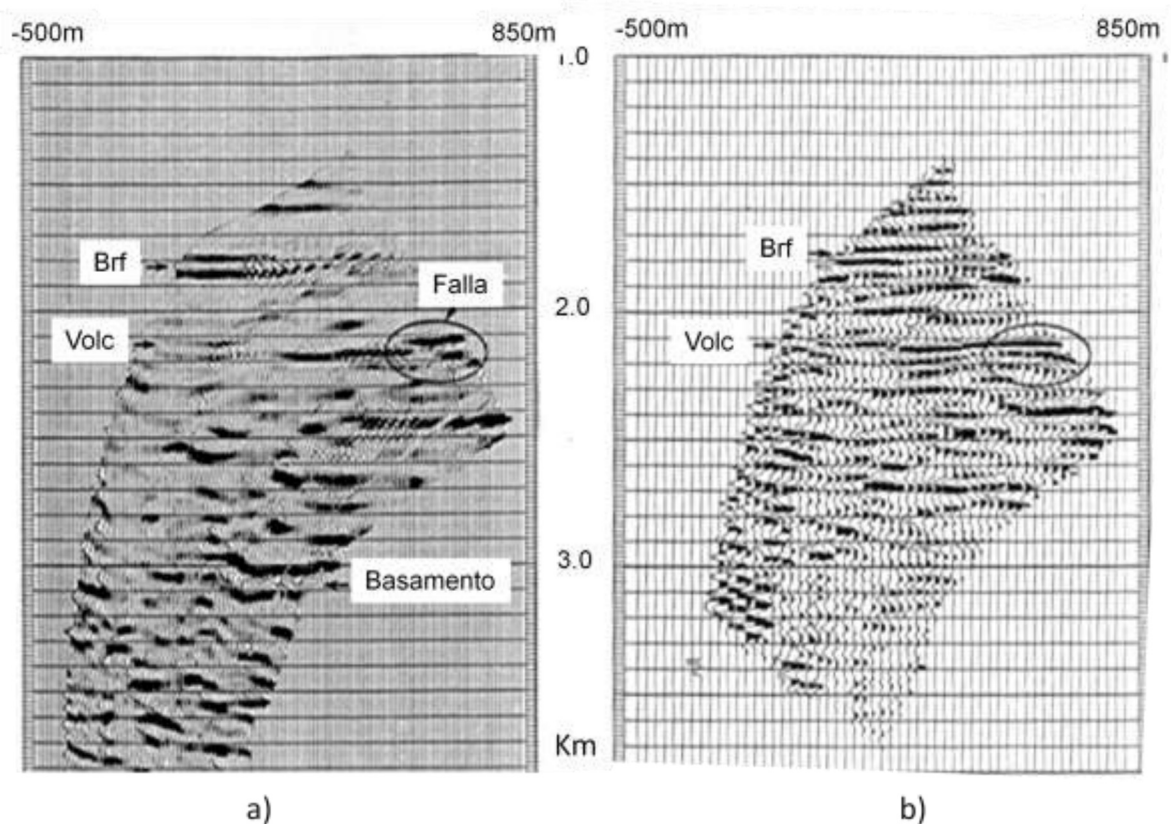 -500m 850m -500m 850m
1.0
Brf
Falla
Brf
2.0
Volc
Volc
3.0
Basamento
Km
a) b)